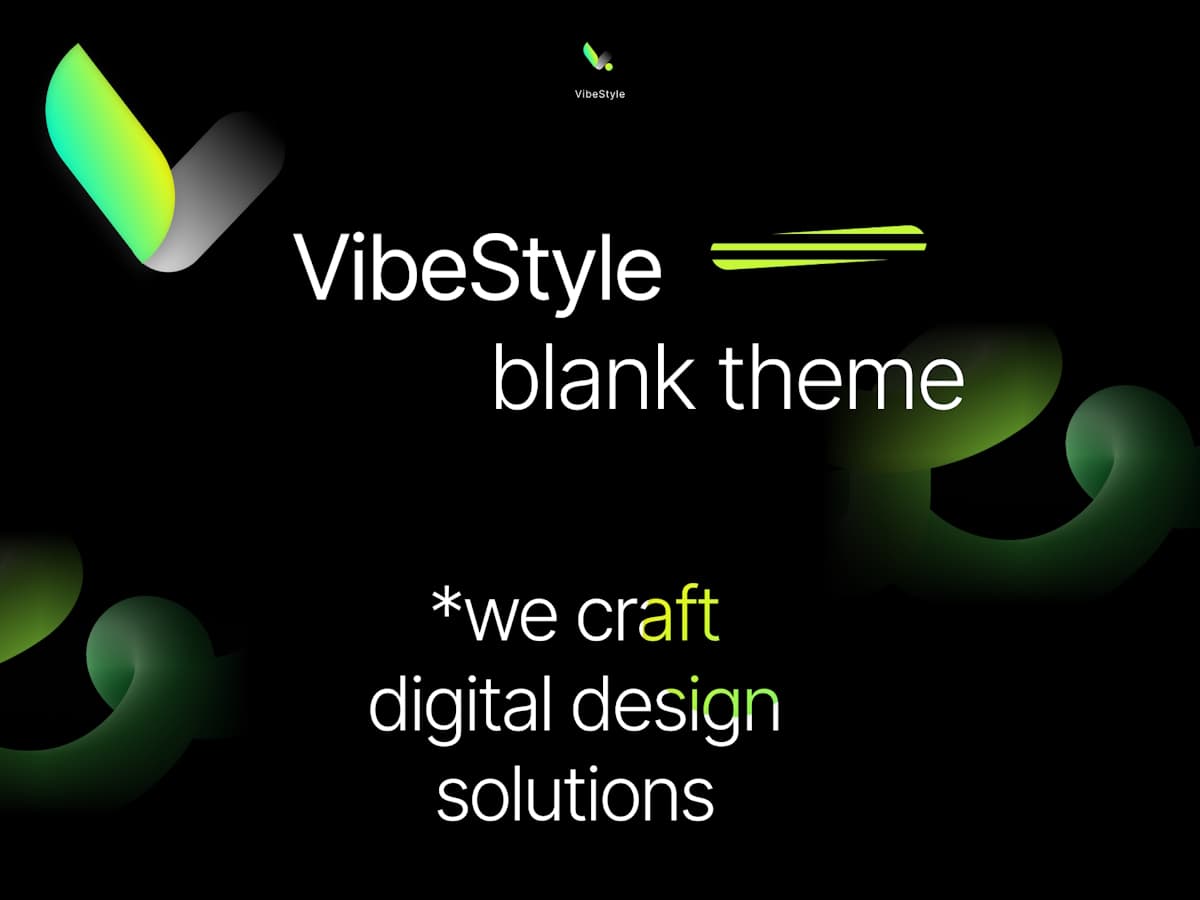 VibeStyle
VibeStyle
blank theme
*we craft
digital design
solutions